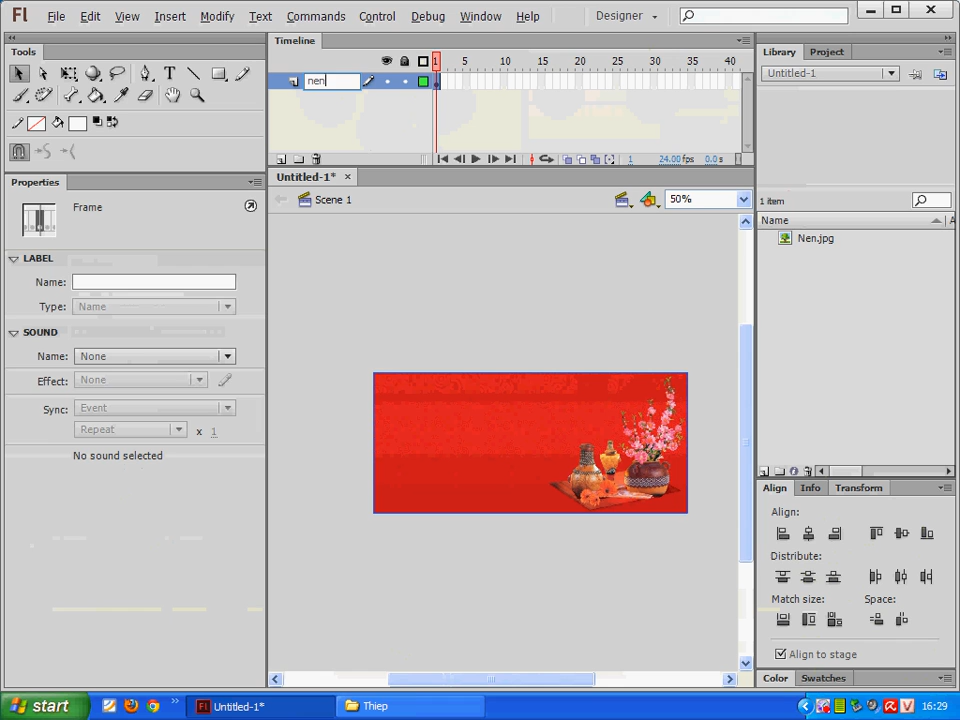 Fl File Edit View Insert Modify Text Commands Control Debug Window Help Designer
Tools
Timeline
Library Project
1 5 10 15 20 25 30 35 40
Untitled-1
nen
1 24.00 fps 0.0 s
Properties
Untitled-1*
Frame
Scene 1
50%
1 item
Name
Nen.jpg
LABEL
Name:
Type: Name
SOUND
Name: None
Effect: None
Sync: Event
Repeat x 1
No sound selected
Align Info Transform
Align:
Distribute:
Match size: Space:
Align to stage
Color Swatches
start
Fl Untitled-1*
Thiep
V 16:29